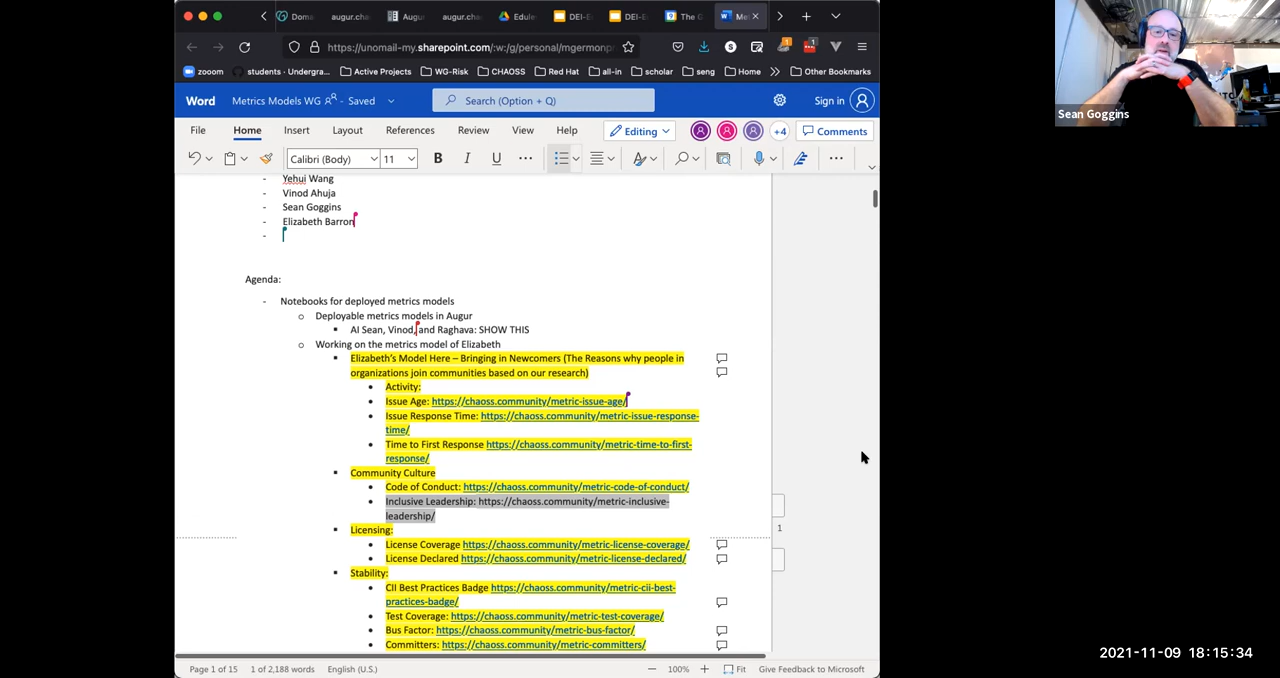 Doma
augur.cha
Augu
augur.cha
Edule
DEI-E
DEI-E
The G
Me
https://unomail-my.sharepoint.com/:w:/g/personal/mgermonpr
zooom
students - Undergra...
Active Projects
WG-Risk
CHAOSS
Red Hat
all-in
scholar
seng
Home
Other Bookmarks
Word
Metrics Models WG - Saved
Search (Option + Q)
Sign in
File
Home
Insert
Layout
References
Review
View
Help
Editing
+4
Comments
Calibri (Body)
11
B I U
- Yehui Wang
- Vinod Ahuja
- Sean Goggins
- Elizabeth Barron
-
Agenda:
- Notebooks for deployed metrics models
o Deployable metrics models in Augur
▪ AI Sean, Vinod, and Raghava: SHOW THIS
o Working on the metrics model of Elizabeth
▪ Elizabeth's Model Here – Bringing in Newcomers (The Reasons why people in
organizations join communities based on our research)
• Activity:
• Issue Age: https://chaoss.community/metric-issue-age/
• Issue Response Time: https://chaoss.community/metric-issue-response-
time/
• Time to First Response https://chaoss.community/metric-time-to-first-
response/
▪ Community Culture
• Code of Conduct: https://chaoss.community/metric-code-of-conduct/
• Inclusive Leadership: https://chaoss.community/metric-inclusive-
leadership/
▪ Licensing:
• License Coverage https://chaoss.community/metric-license-coverage/
• License Declared https://chaoss.community/metric-license-declared/
▪ Stability:
• CII Best Practices Badge https://chaoss.community/metric-cii-best-
practices-badge/
• Test Coverage: https://chaoss.community/metric-test-coverage/
• Bus Factor: https://chaoss.community/metric-bus-factor/
• Committers: https://chaoss.community/metric-committers/
1
Page 1 of 15
1 of 2,188 words
English (U.S.)
100%
Fit
Give Feedback to Microsoft
Sean Goggins
2021-11-09 18:15:34